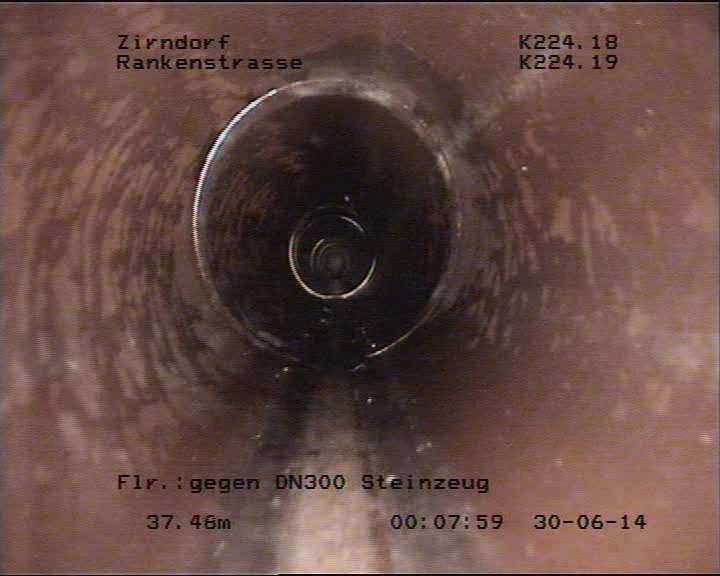 Zirndorf K224.18
Rankenstrasse K224.19
Flr.:gegen DN300 Steinzeug
37.46m 00:07:59 30-06-14